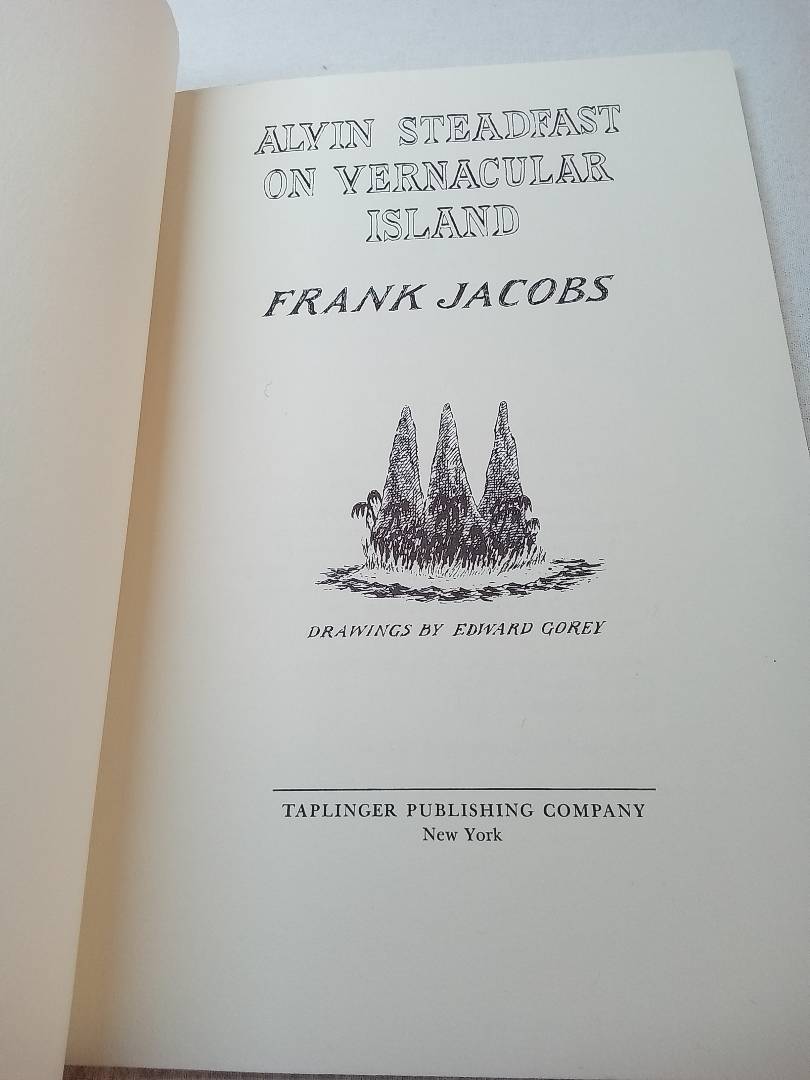 ALVIN STEADFAST
ON VERNACULAR
ISLAND
FRANK JACOBS
DRAWINGS BY EDWARD GOREY
TAPLINGER PUBLISHING COMPANY
New York